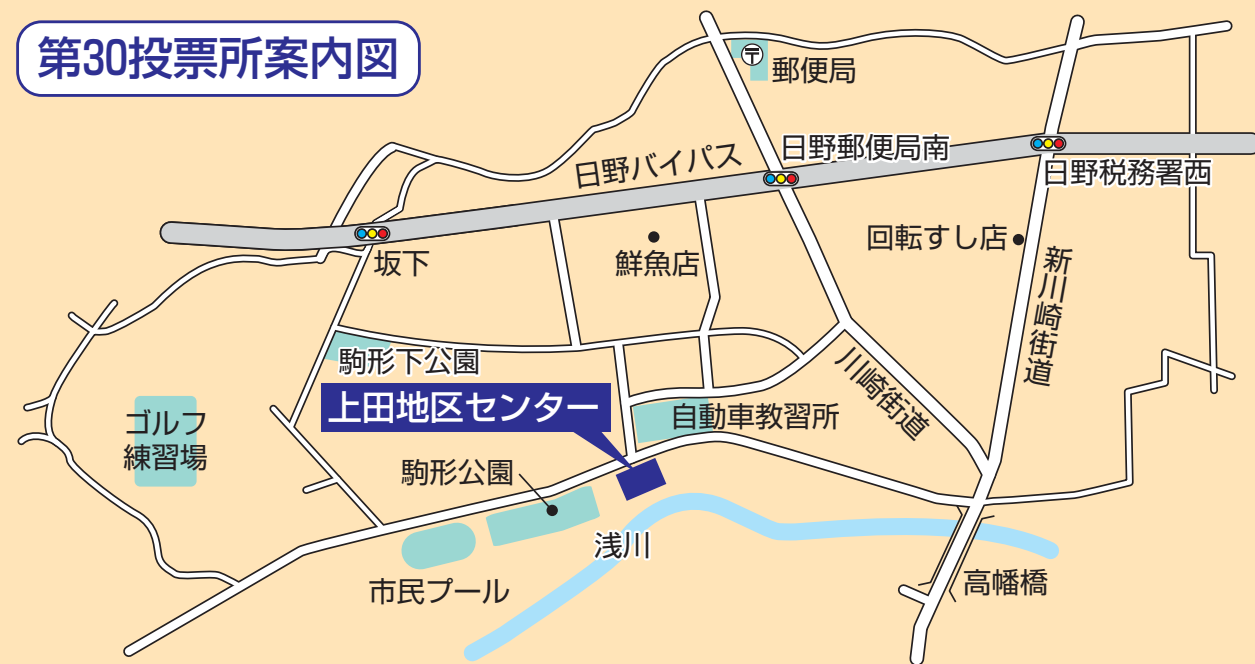 第30投票所案内図
〒
郵便局
日野バイパス
日野郵便局南
日野税務署西
坂下
鮮魚店
回転すし店
新川崎街道
駒形下公園
川崎街道
上田地区センター
自動車教習所
ゴルフ
練習場
駒形公園
浅川
市民プール
高幡橋